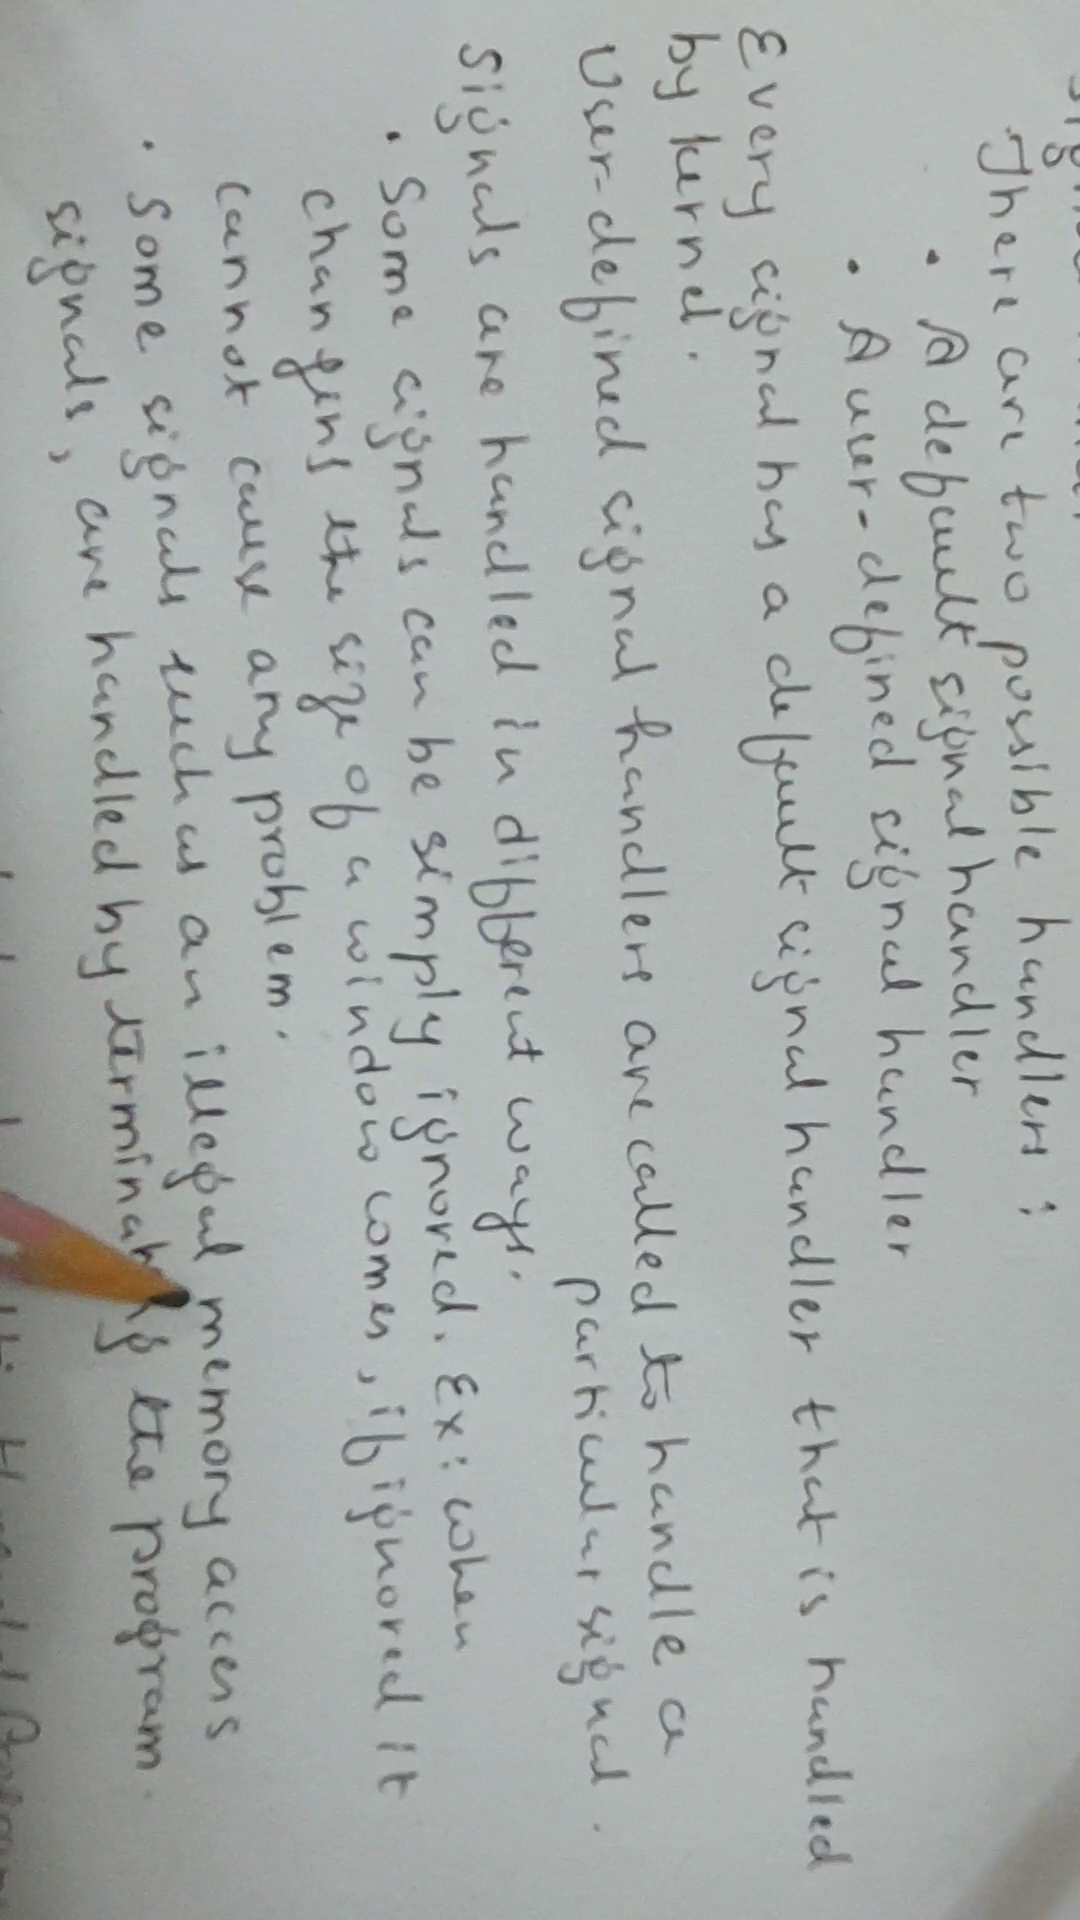 There are two possible handlers:
• A default signal handler
• A user-defined signal handler
Every signal has a default signal handler that is handled
by kernel.
User-defined signal handlers are called to handle a
particular signal.
Signals are handled in different ways.
• Some signals can be simply ignored. Ex: when
changing the size of a window comes, if ignored it
cannot cause any problem.
• Some signals such as an illegal memory access
signals, are handled by terminating the program.